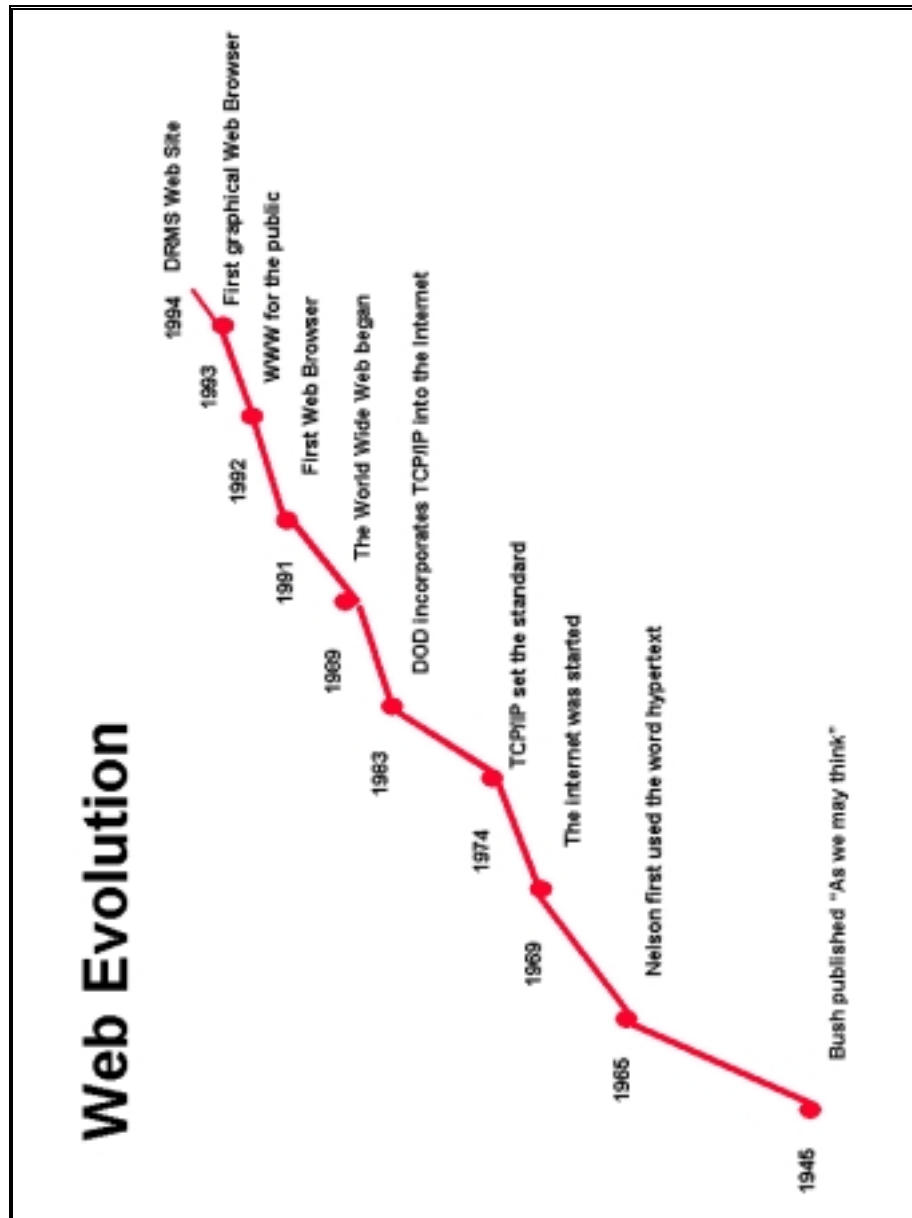 Web Evolution
1994 DRMS Web Site
1993 First graphical Web Browser
1992 WWW for the public
1991 First Web Browser
1989 The World Wide Web began
1983 DOD incorporates TCP/IP into the Internet
1974 TCP/IP set the standard
1969 The internet was started
1965 Nelson first used the word hypertext
1945 Bush published "As we may think"